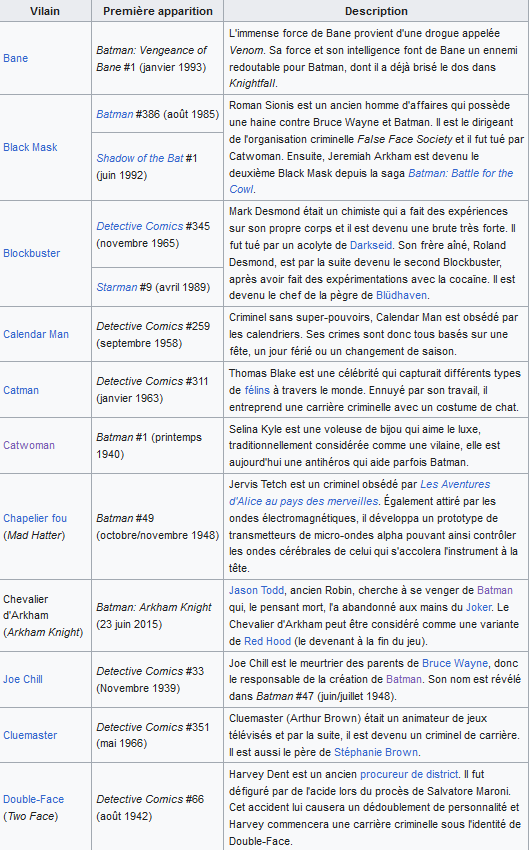 Vilain Première apparition Description
Bane
Batman: Vengeance of
Bane #1 (janvier 1993)
L'immense force de Bane provient d'une drogue appelée
Venom. Sa force et son intelligence font de Bane un ennemi
redoutable pour Batman, dont il a déjà brisé le dos dans
Knightfall.
Black Mask
Batman #386 (août 1985)
Shadow of the Bat #1
(juin 1992)
Roman Sionis est un ancien homme d'affaires qui possède
une haine contre Bruce Wayne et Batman. Il est le dirigeant
de l'organisation criminelle False Face Society et il fut tué par
Catwoman. Ensuite, Jeremiah Arkham est devenu le
deuxième Black Mask depuis la saga Batman: Battle for the
Cowl.
Blockbuster
Detective Comics #345
(novembre 1965)
Starman #9 (avril 1989)
Mark Desmond était un chimiste qui a fait des expériences
sur son propre corps et il est devenu une brute très forte. Il
fut tué par un acolyte de Darkseid. Son frère aîné, Roland
Desmond, est par la suite devenu le second Blockbuster,
après avoir fait des expérimentations avec la cocaïne. Il est
devenu le chef de la pègre de Blüdhaven.
Calendar Man
Detective Comics #259
(septembre 1958)
Criminel sans super-pouvoirs, Calendar Man est obsédé par
les calendriers. Ses crimes sont donc tous basés sur une
fête, un jour férié ou un changement de saison.
Catman
Detective Comics #311
(janvier 1963)
Thomas Blake est une célébrité qui capturait différents types
de félins à travers le monde. Ennuyé par son travail, il
entreprend une carrière criminelle avec un costume de chat.
Catwoman
Batman #1 (printemps
1940)
Selina Kyle est une voleuse de bijou qui aime le luxe,
traditionnellement considérée comme une vilaine, elle est
aujourd'hui une antihéros qui aide parfois Batman.
Chapelier fou
(Mad Hatter)
Batman #49
(octobre/novembre 1948)
Jervis Tetch est un criminel obsédé par Les Aventures
d'Alice au pays des merveilles. Également attiré par les
ondes électromagnétiques, il développa un prototype de
transmetteurs de micro-ondes alpha pouvant ainsi contrôler
les ondes cérébrales de celui qui s'accolera l'instrument à la
tête.
Chevalier
d'Arkham
(Arkham Knight)
Batman: Arkham Knight
(23 juin 2015)
Jason Todd, ancien Robin, cherche à se venger de Batman
qui, le pensant mort, l'a abandonné aux mains du Joker. Le
Chevalier d'Arkham peut être considéré comme une variante
de Red Hood (le devenant à la fin du jeu).
Joe Chill
Detective Comics #33
(Novembre 1939)
Joe Chill est le meurtrier des parents de Bruce Wayne, donc
le responsable de la création de Batman. Son nom est révélé
dans Batman #47 (juin/juillet 1948).
Cluemaster
Detective Comics #351
(mai 1966)
Cluemaster (Arthur Brown) était un animateur de jeux
télévisés et par la suite, il est devenu un criminel de carrière.
Il est aussi le père de Stéphanie Brown.
Double-Face
(Two Face)
Detective Comics #66
(août 1942)
Harvey Dent est un ancien procureur de district. Il fut
défiguré par de l'acide lors du procès de Salvatore Maroni.
Cet accident lui causera un dédoublement de personnalité et
Harvey commencera une carrière criminelle sous l'identité de
Double-Face.